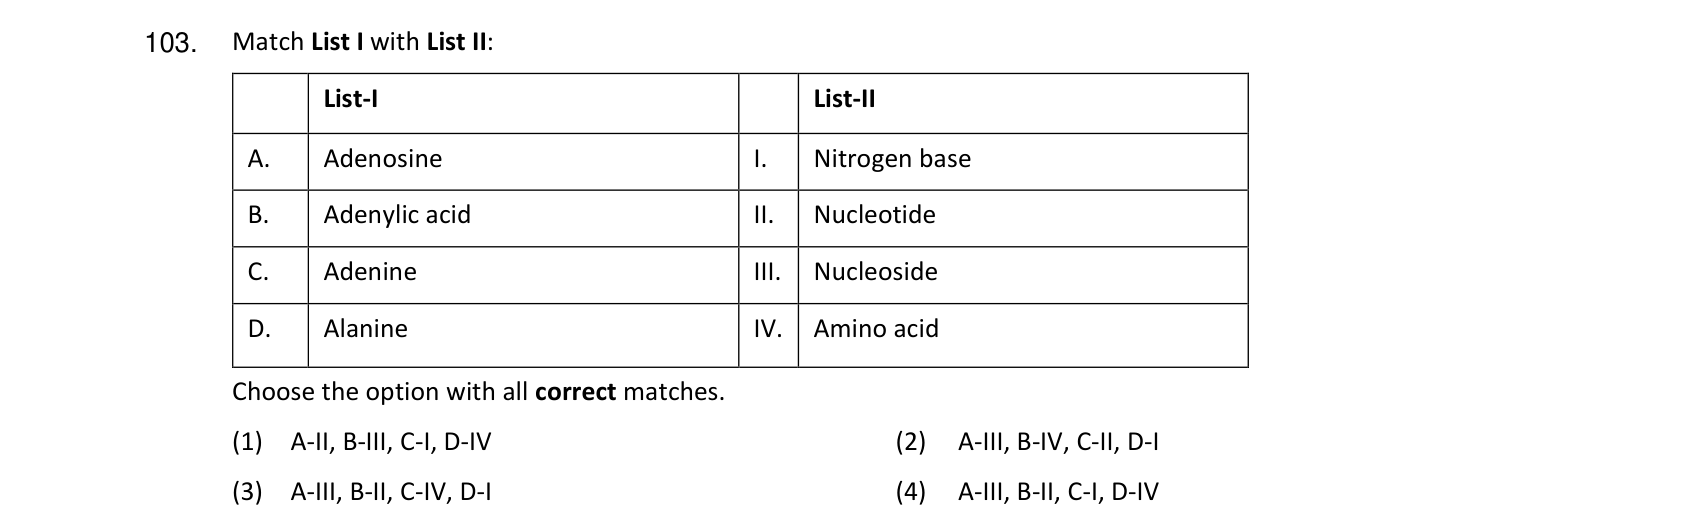 103. Match List I with List II:
List-I List-II
A. Adenosine I. Nitrogen base
B. Adenylic acid II. Nucleotide
C. Adenine III. Nucleoside
D. Alanine IV. Amino acid
Choose the option with all correct matches.
(1) A-II, B-III, C-I, D-IV (2) A-III, B-IV, C-II, D-I
(3) A-III, B-II, C-IV, D-I (4) A-III, B-II, C-I, D-IV